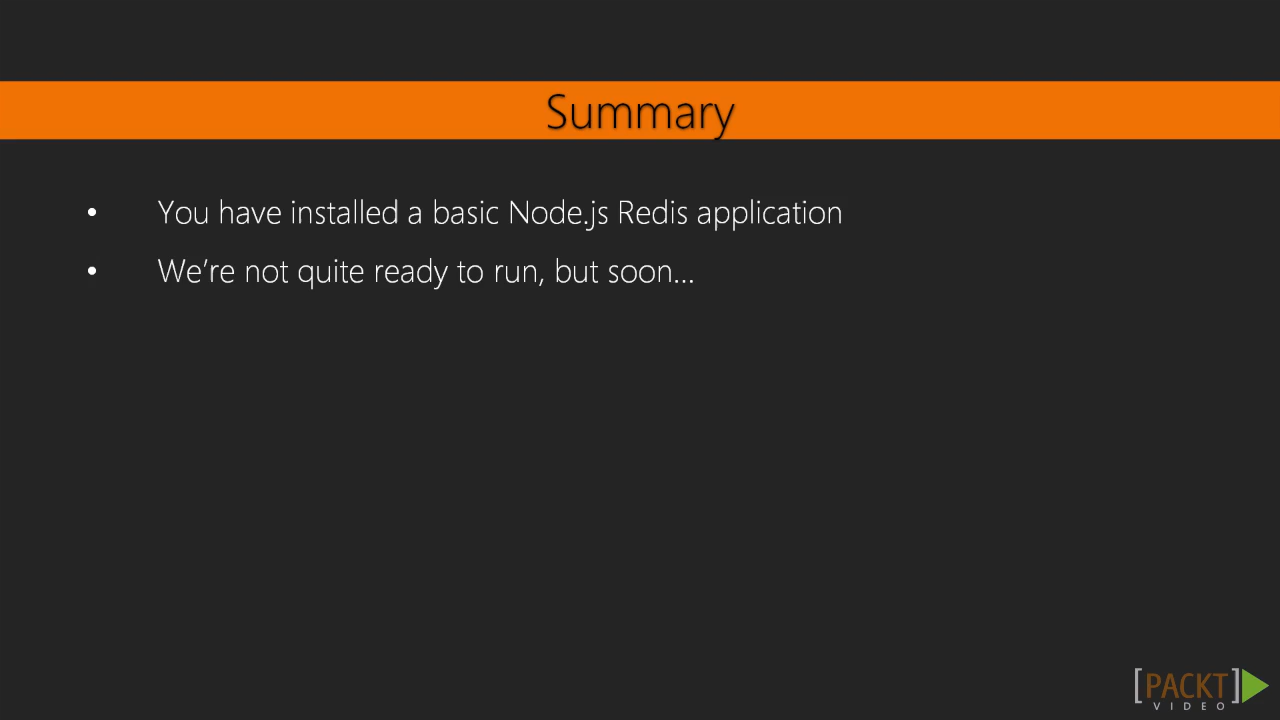 Summary
• You have installed a basic Node.js Redis application
• We’re not quite ready to run, but soon…
[PACKT]
VIDEO